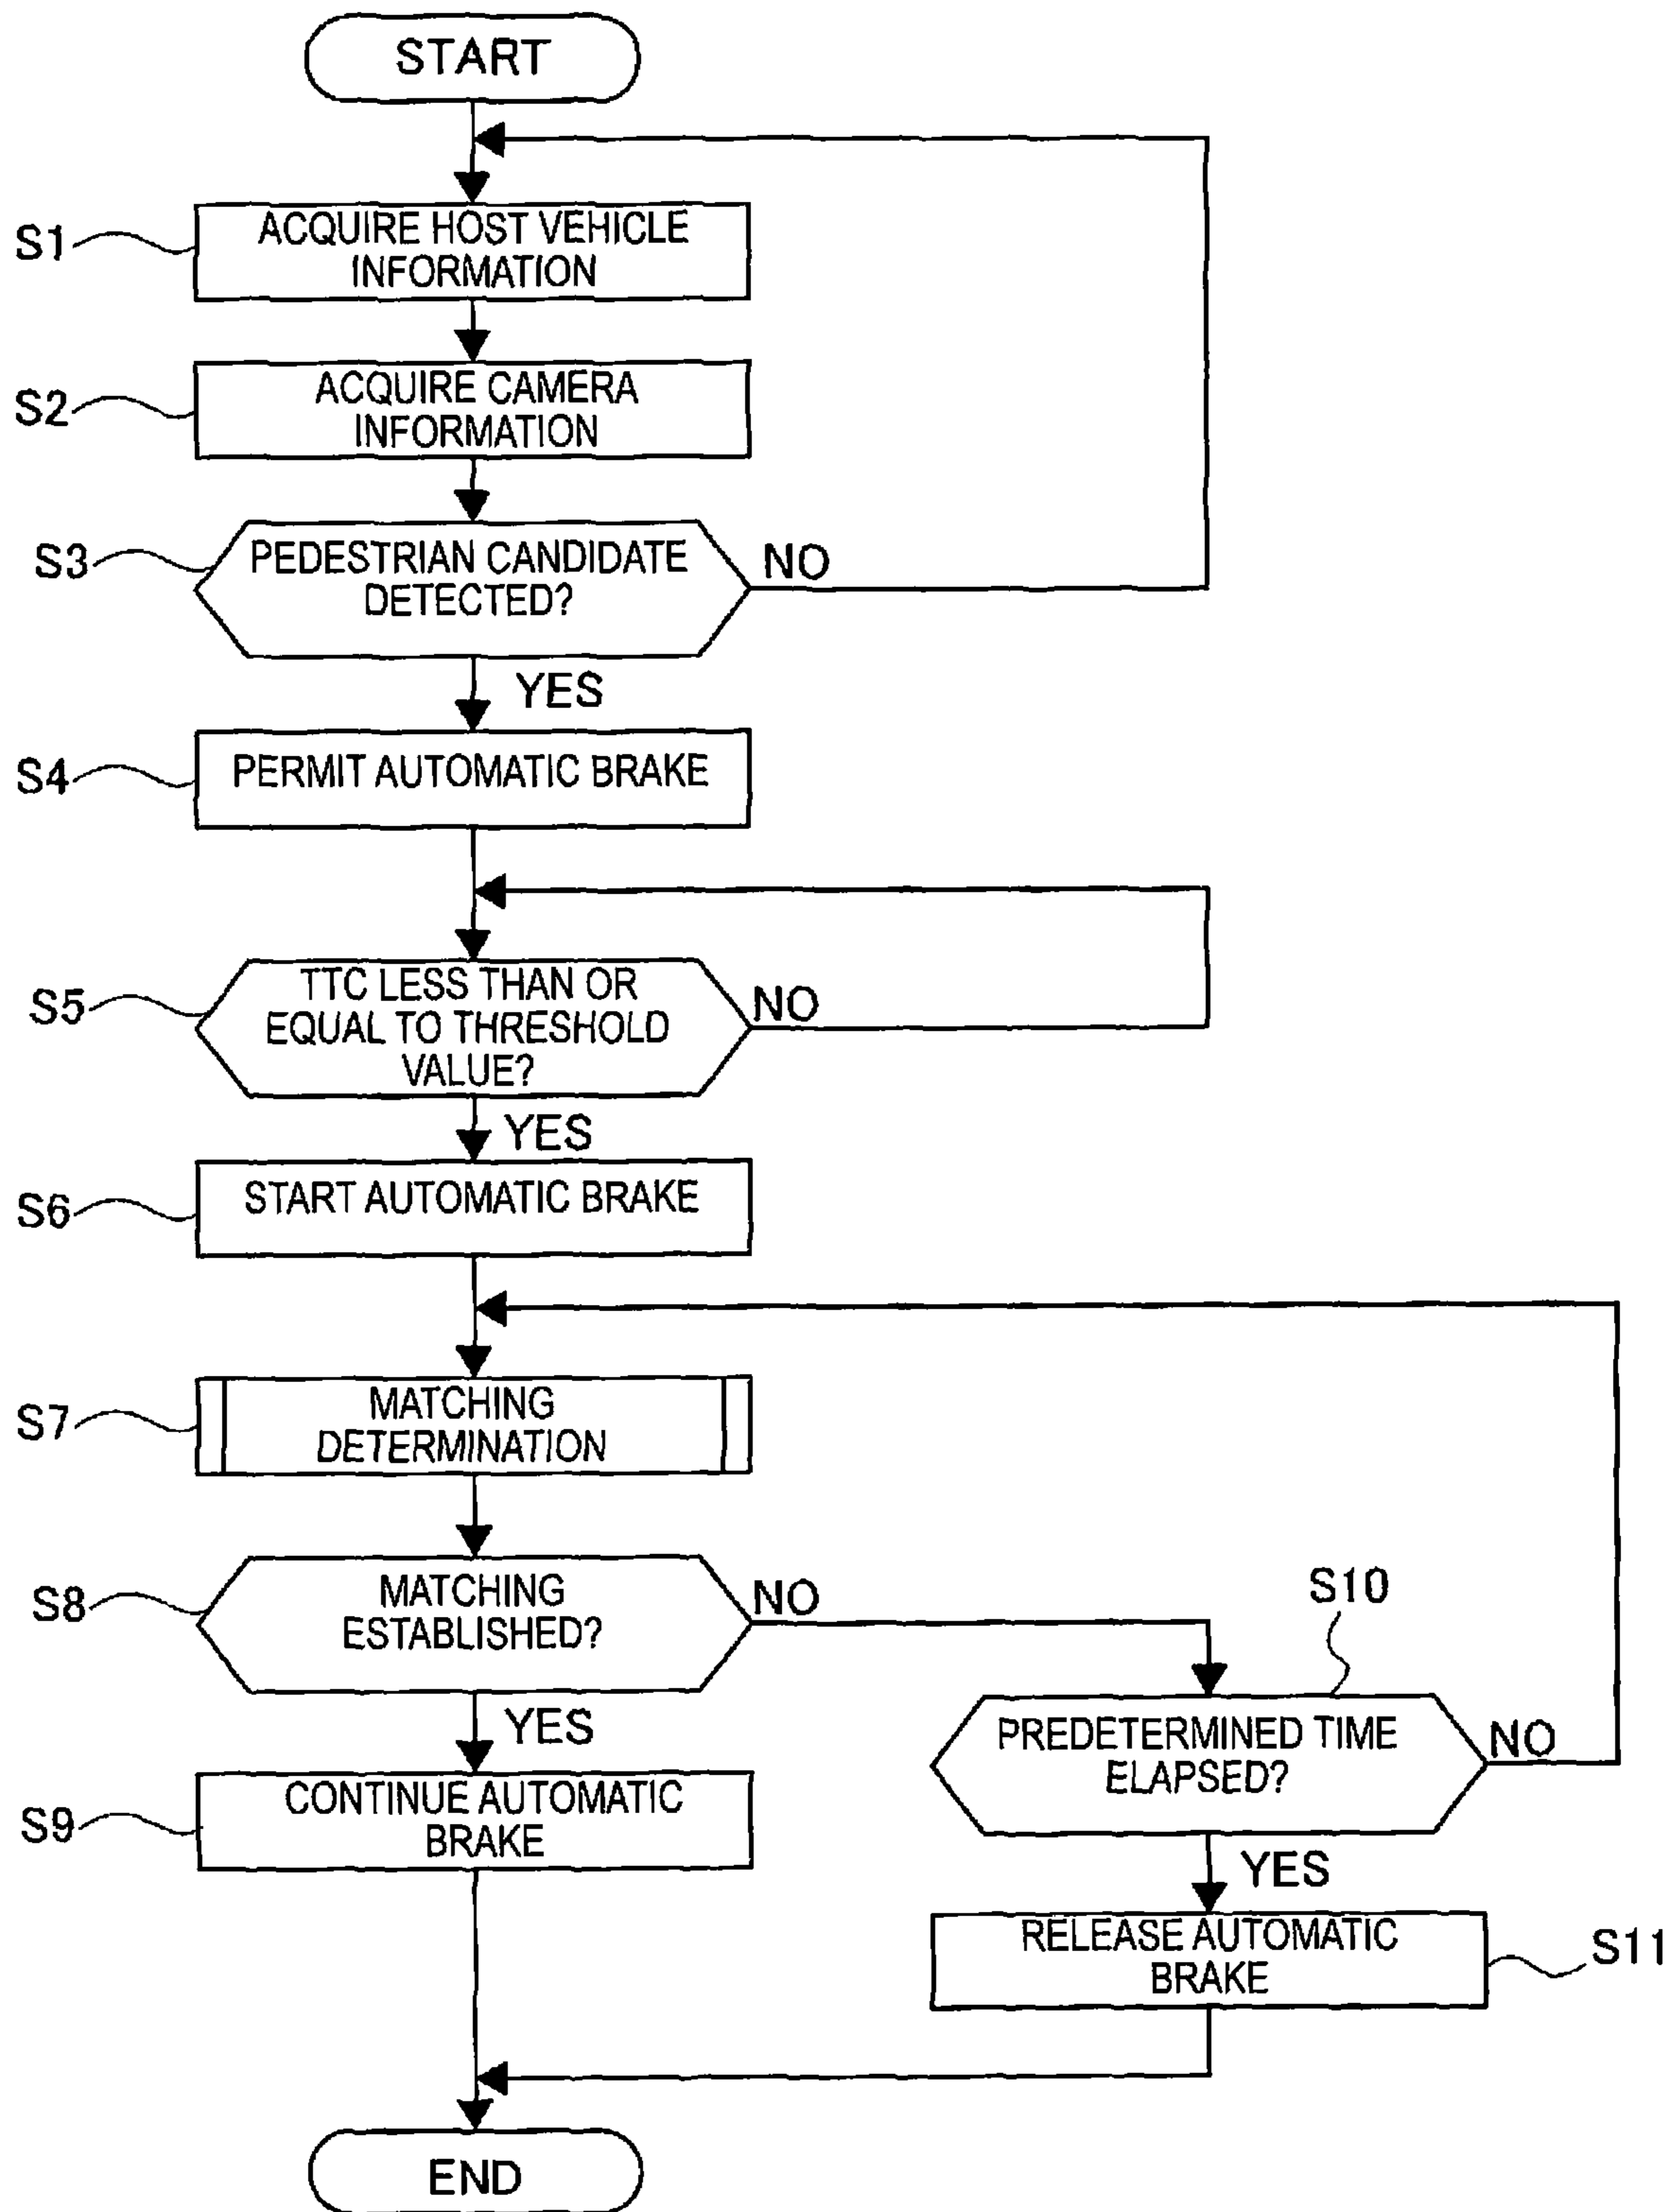 START
S1
ACQUIRE HOST VEHICLE
INFORMATION
S2
ACQUIRE CAMERA
INFORMATION
S3
PEDESTRIAN CANDIDATE
DETECTED?
NO
YES
S4
PERMIT AUTOMATIC BRAKE
S5
TTC LESS THAN OR
EQUAL TO THRESHOLD
VALUE?
NO
YES
S6
START AUTOMATIC BRAKE
S7
MATCHING
DETERMINATION
S8
MATCHING
ESTABLISHED?
NO
YES
S9
CONTINUE AUTOMATIC
BRAKE
S10
PREDETERMINED TIME
ELAPSED?
NO
YES
RELEASE AUTOMATIC
BRAKE
S11
END